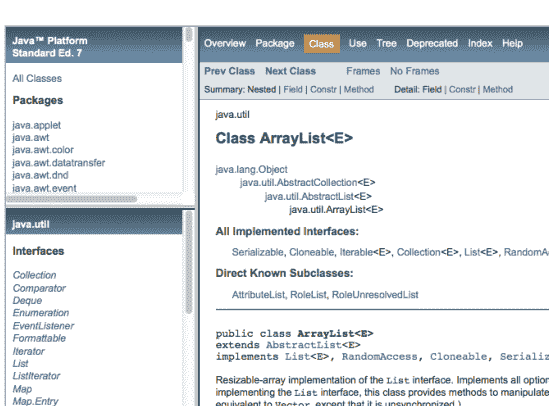 Java™ Platform
Standard Ed. 7
All Classes
Packages
java.applet
java.awt
java.awt.color
java.awt.datatransfer
java.awt.dnd
java.awt.event
java.util
Interfaces
Collection
Comparator
Deque
Enumeration
EventListener
Formattable
Iterator
List
ListIterator
Map
Map.Entry
Overview Package Class Use Tree Deprecated Index Help
Prev Class Next Class Frames No Frames
Summary: Nested | Field | Constr | Method Detail: Field | Constr | Method
java.util
Class ArrayList<E>
java.lang.Object
java.util.AbstractCollection<E>
java.util.AbstractList<E>
java.util.ArrayList<E>
All Implemented Interfaces:
Serializable, Cloneable, Iterable<E>, Collection<E>, List<E>, RandomA
Direct Known Subclasses:
AttributeList, RoleList, RoleUnresolvedList
public class ArrayList<E>
extends AbstractList<E>
implements List<E>, RandomAccess, Cloneable, Serializ
Resizable-array implementation of the List interface. Implements all option
implementing the List interface, this class provides methods to manipulate
equivalent to Vector, except that it is unsynchronized.)